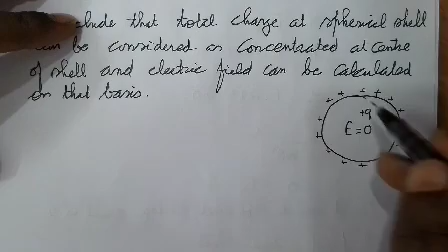 that total charge at spherical shell
can be considered as concentrated at centre
of shell and electric field can be calculated
on that basis.
+q
E = 0